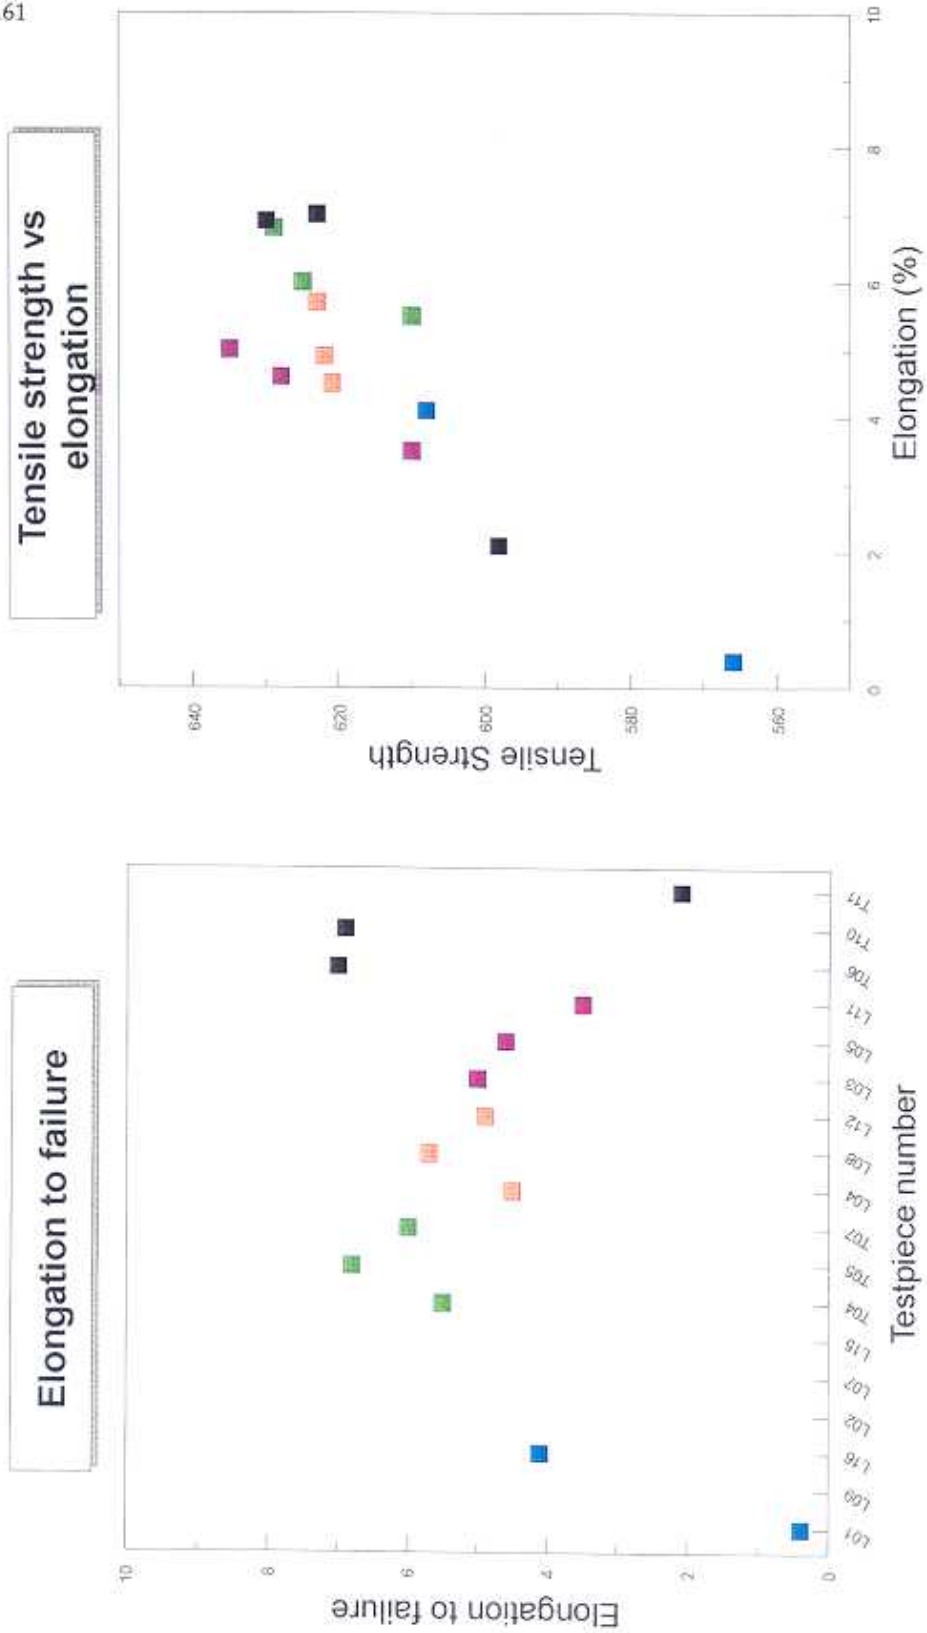 61
Tensile strength vs
elongation
Tensile Strength
640
620
600
580
560
0
2
4
6
8
10
Elongation (%)
Elongation to failure
Elongation to failure
10
8
6
4
2
0
L01
L09
L16
L02
L07
L15
T04
T05
T07
L04
L08
L12
L03
L05
L11
T06
T10
T11
Testpiece number